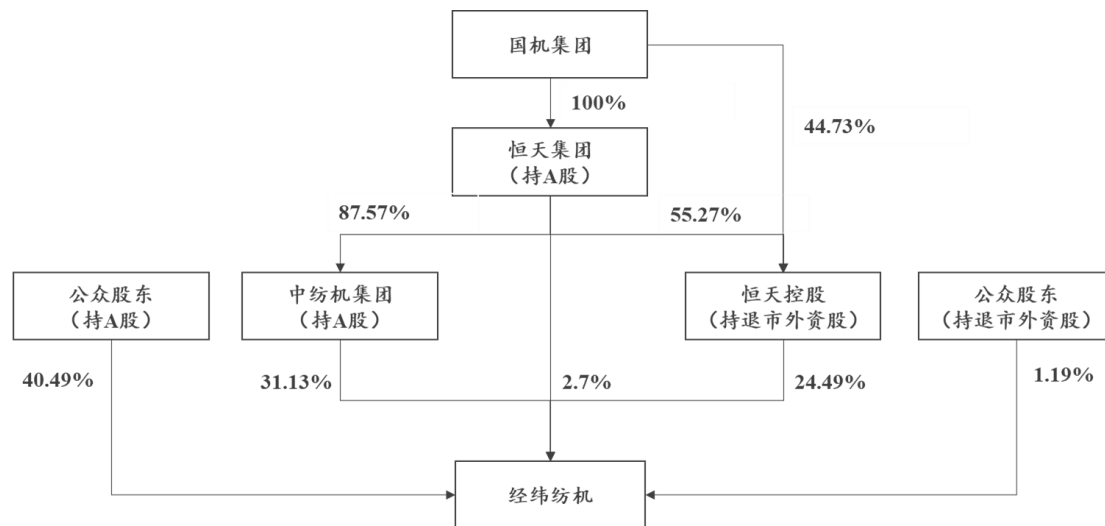 国机集团
100%
44.73%
恒天集团
（持A股）
87.57%
55.27%
公众股东
（持A股）
中纺机集团
（持A股）
恒天控股
（持退市外资股）
公众股东
（持退市外资股）
40.49%
31.13%
2.7%
24.49%
1.19%
经纬纺机